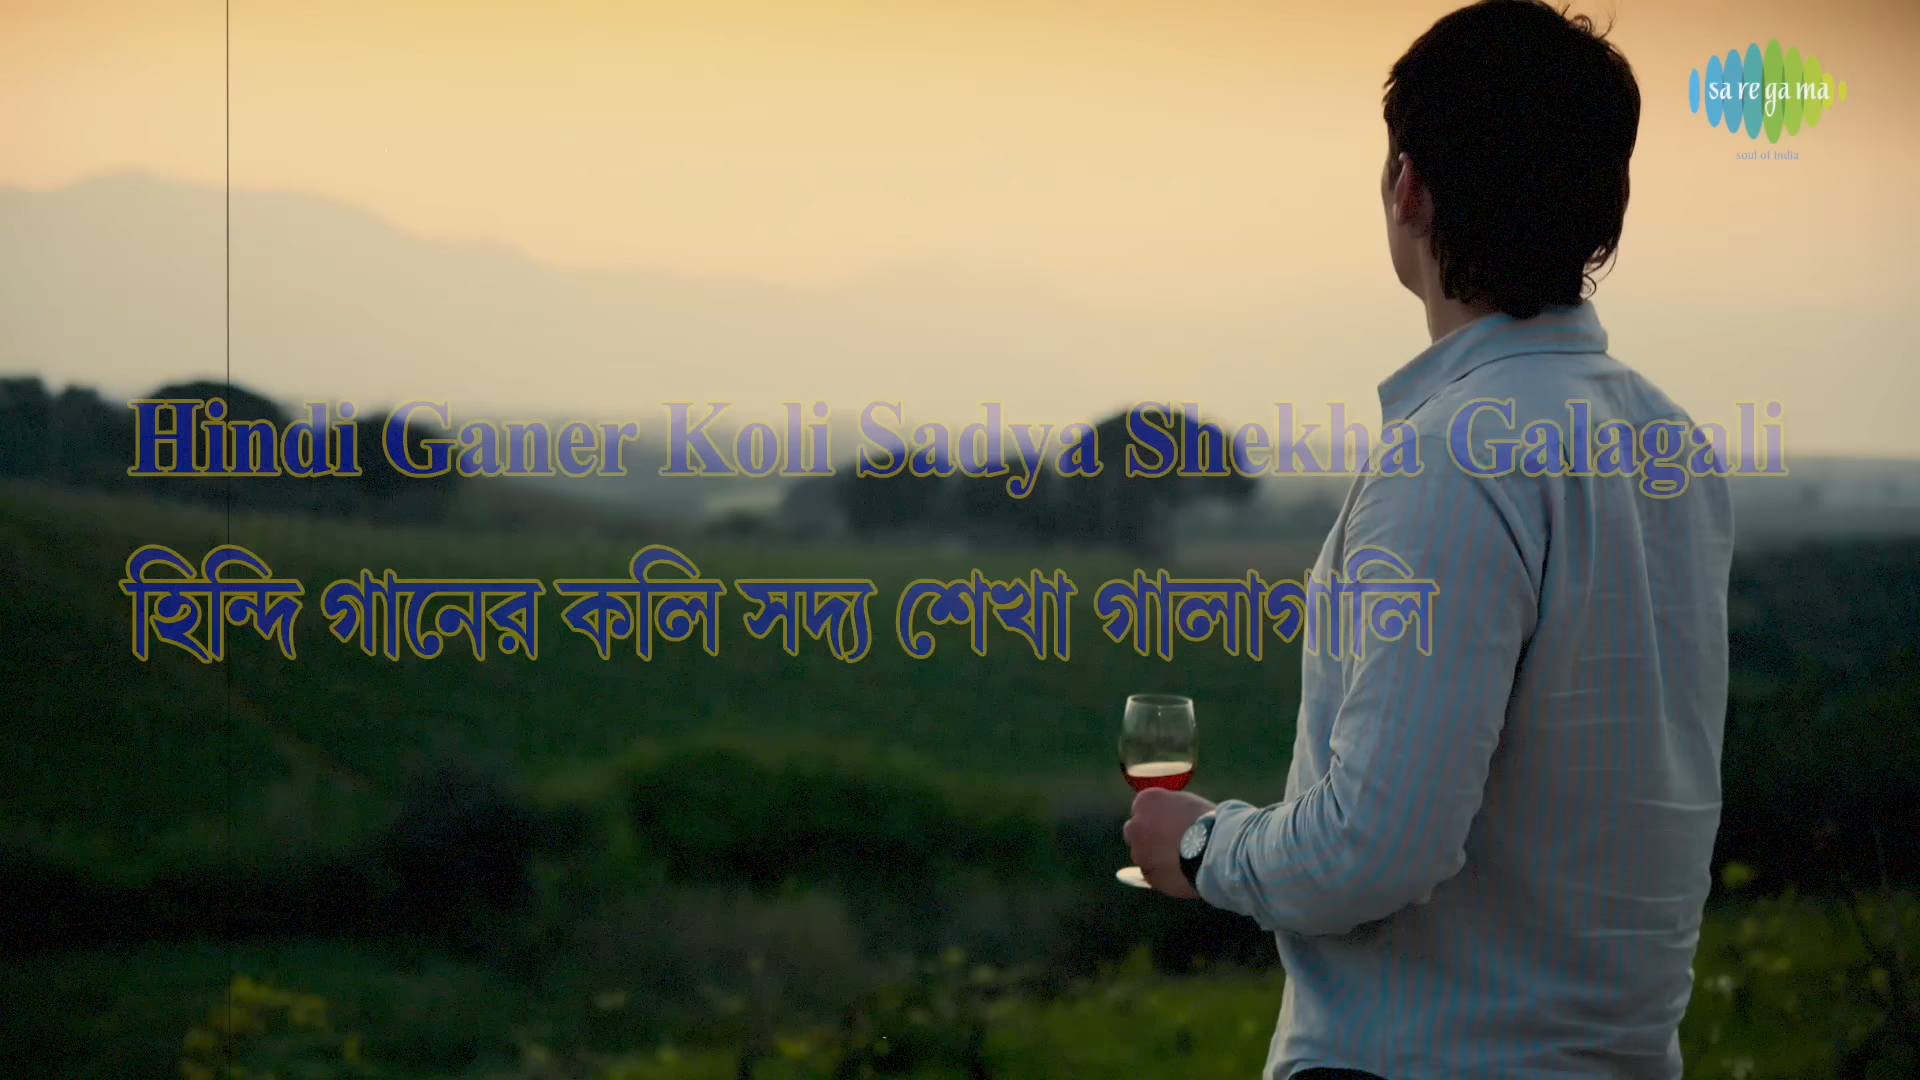 sa re ga ma
soul of India
Hindi Ganer Koli Sadya Shekha Galagali
হিন্দি গানের কলি সদ্য শেখা গালাগালি